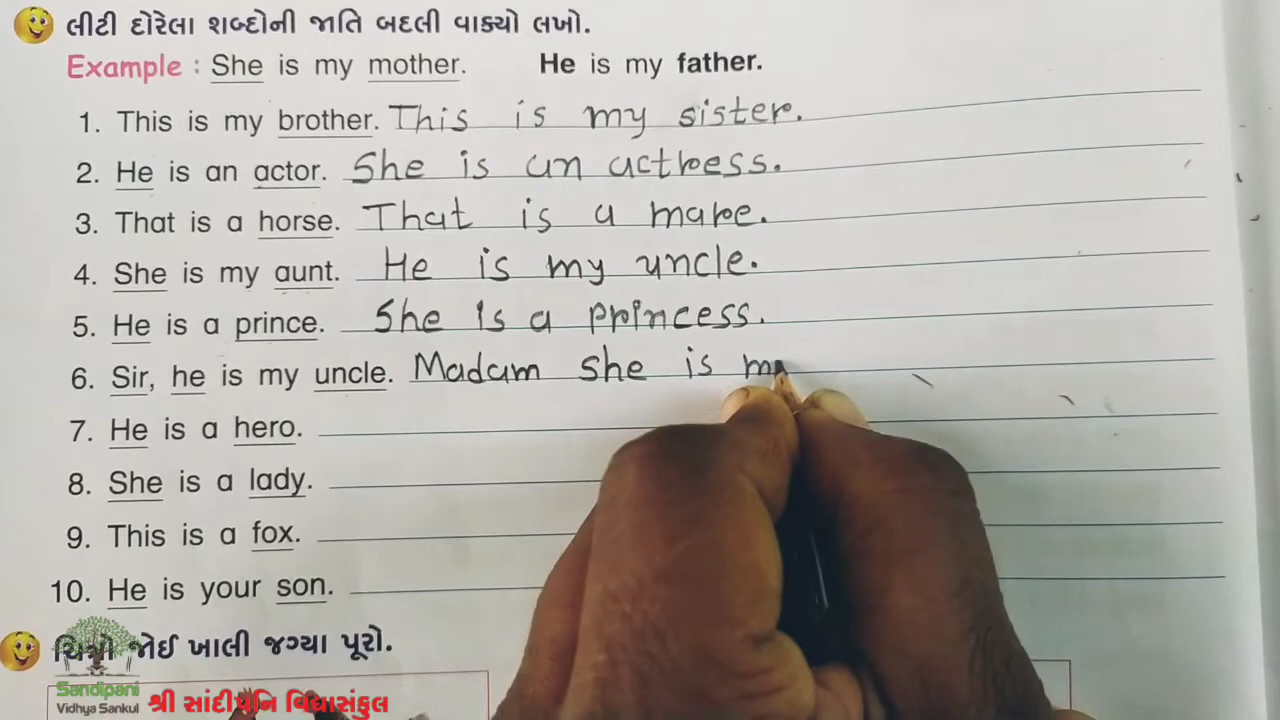 લીટી દોરેલા શબ્દોની જાતિ બદલી વાક્યો લખો.
Example : She is my mother. He is my father.
1. This is my brother. This is my sister.
2. He is an actor. She is an actress.
3. That is a horse. That is a mare.
4. She is my aunt. He is my uncle.
5. He is a prince. She is a princess.
6. Sir, he is my uncle. Madam she is m
7. He is a hero.
8. She is a lady.
9. This is a fox.
10. He is your son.
ચિત્રો જોઈ ખાલી જગ્યા પૂરો.
Sandipani
Vidhya Sankul
શ્રી સાંદીપનિ વિદ્યાસંકુલ